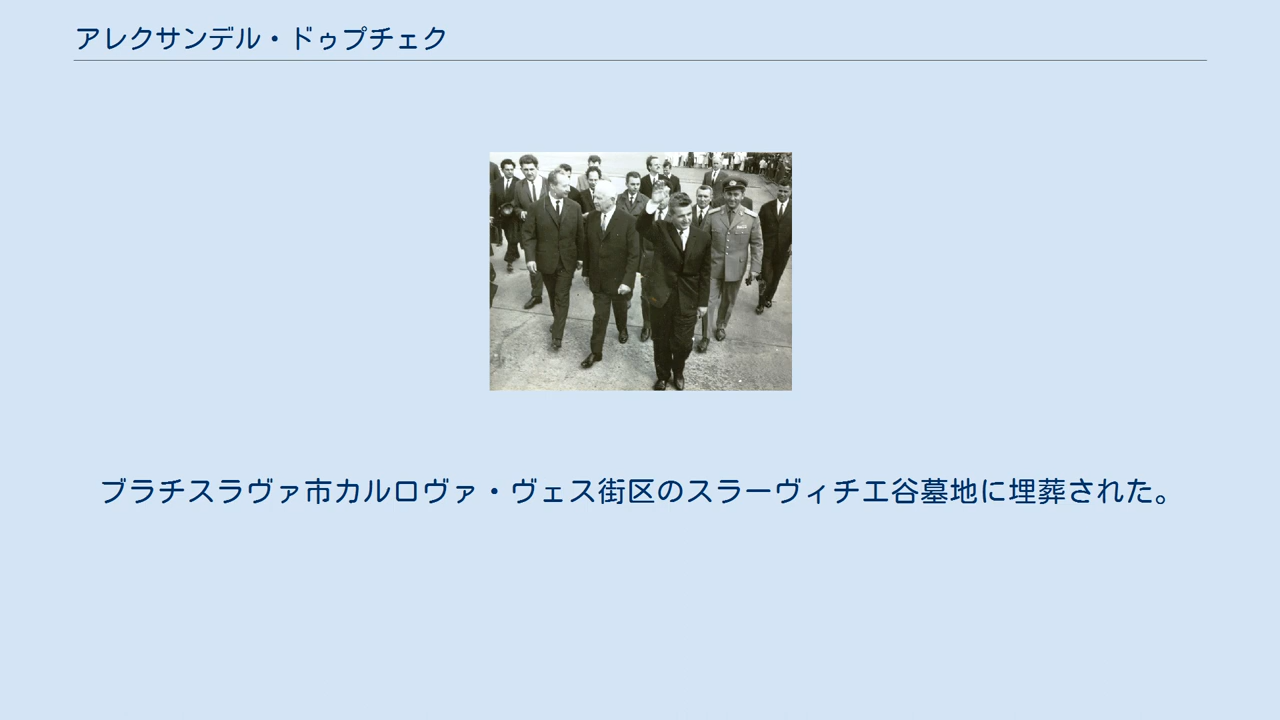 アレクサンデル・ドゥプチェク
ブラチスラヴァ市カルロヴァ・ヴェス街区のスラーヴィチエ谷墓地に埋葬された。